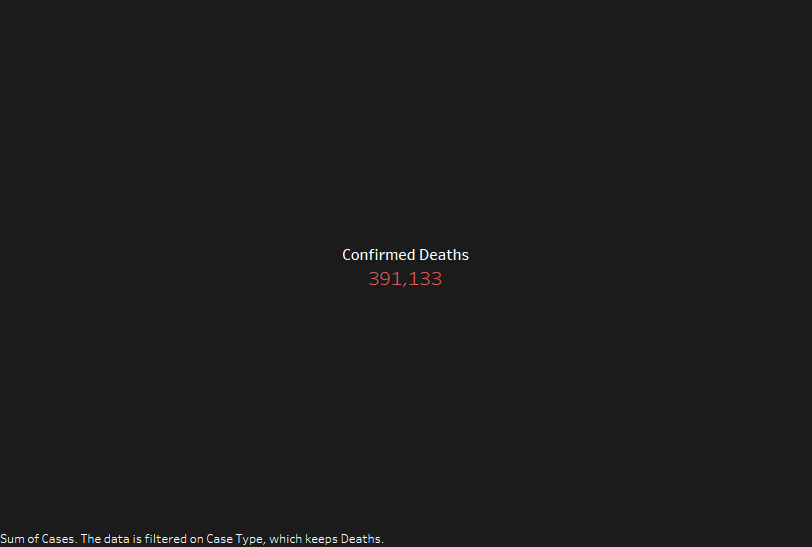 Confirmed Deaths
391,133
Sum of Cases. The data is filtered on Case Type, which keeps Deaths.